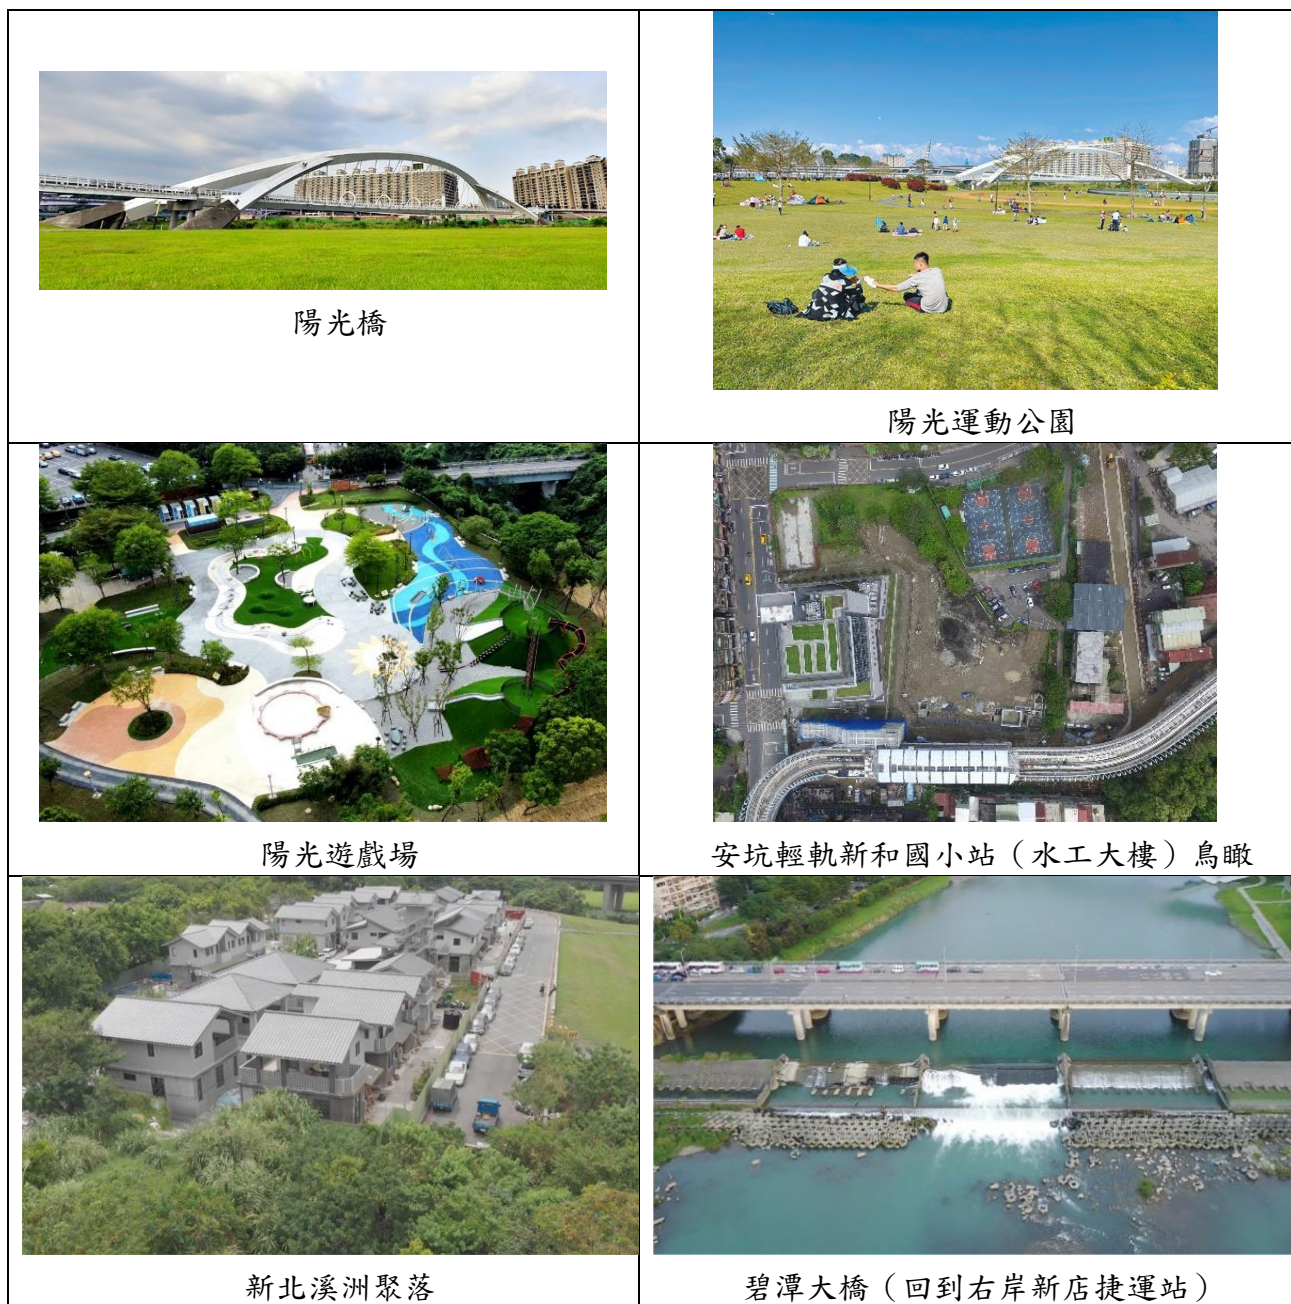 陽光橋
陽光運動公園
陽光遊戲場
安坑輕軌新和國小站（水工大樓）鳥瞰
新北溪洲聚落
碧潭大橋（回到右岸新店捷運站）